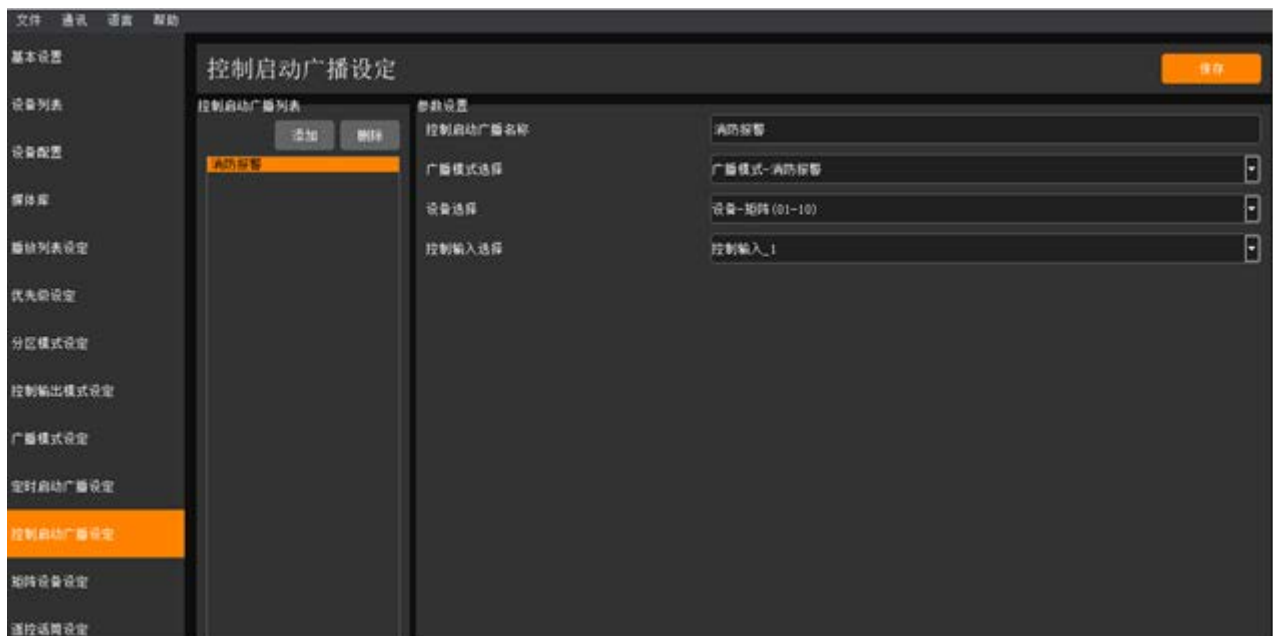 文件 通讯 语言 帮助
基本设置
设备列表
设备配置
媒体库
播放列表设定
优先级设定
分区模式设定
控制输出模式设定
广播模式设定
定时启动广播设定
控制启动广播设定
矩阵设备设定
遥控话筒设定
控制启动广播设定
保存
控制启动广播列表
添加 删除
消防报警
参数设置
控制启动广播名称 消防报警
广播模式选择 广播模式-消防报警
设备选择 设备-矩阵(01-10)
控制输入选择 控制输入_1